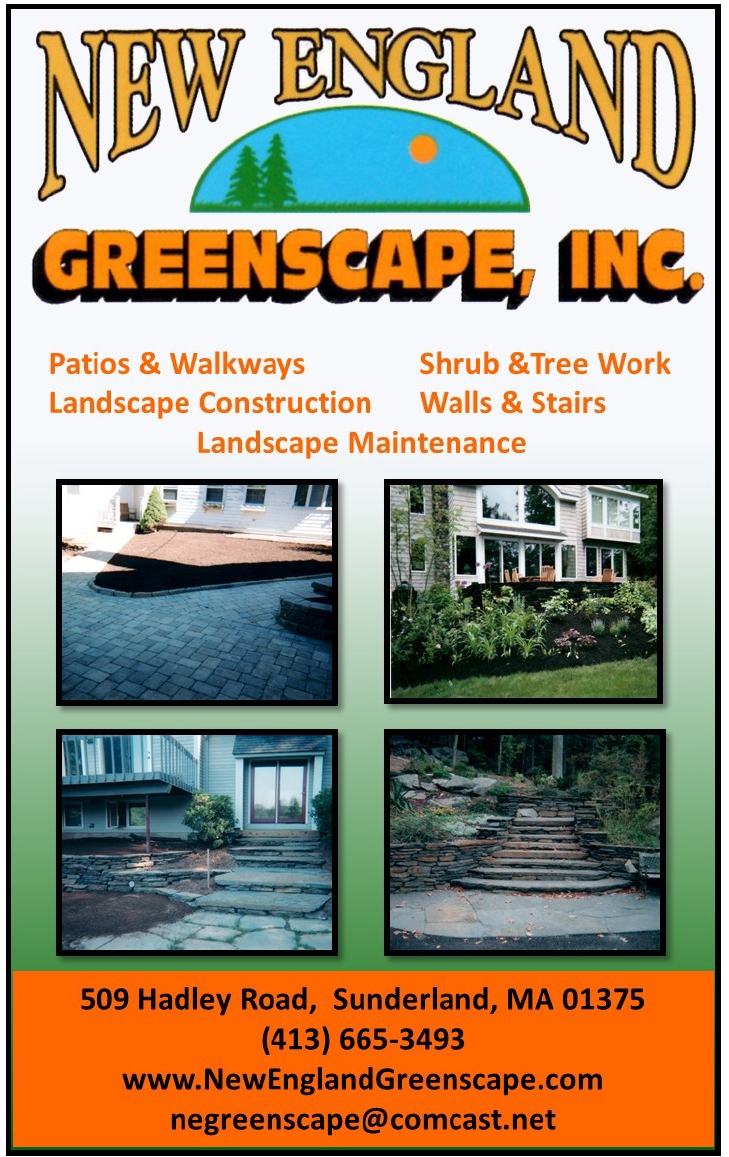 NEW ENGLAND
GREENSCAPE, INC.
Patios & Walkways
Shrub &Tree Work
Landscape Construction
Walls & Stairs
Landscape Maintenance
509 Hadley Road,  Sunderland, MA 01375
(413) 665-3493
www.NewEnglandGreenscape.com
negreenscape@comcast.net